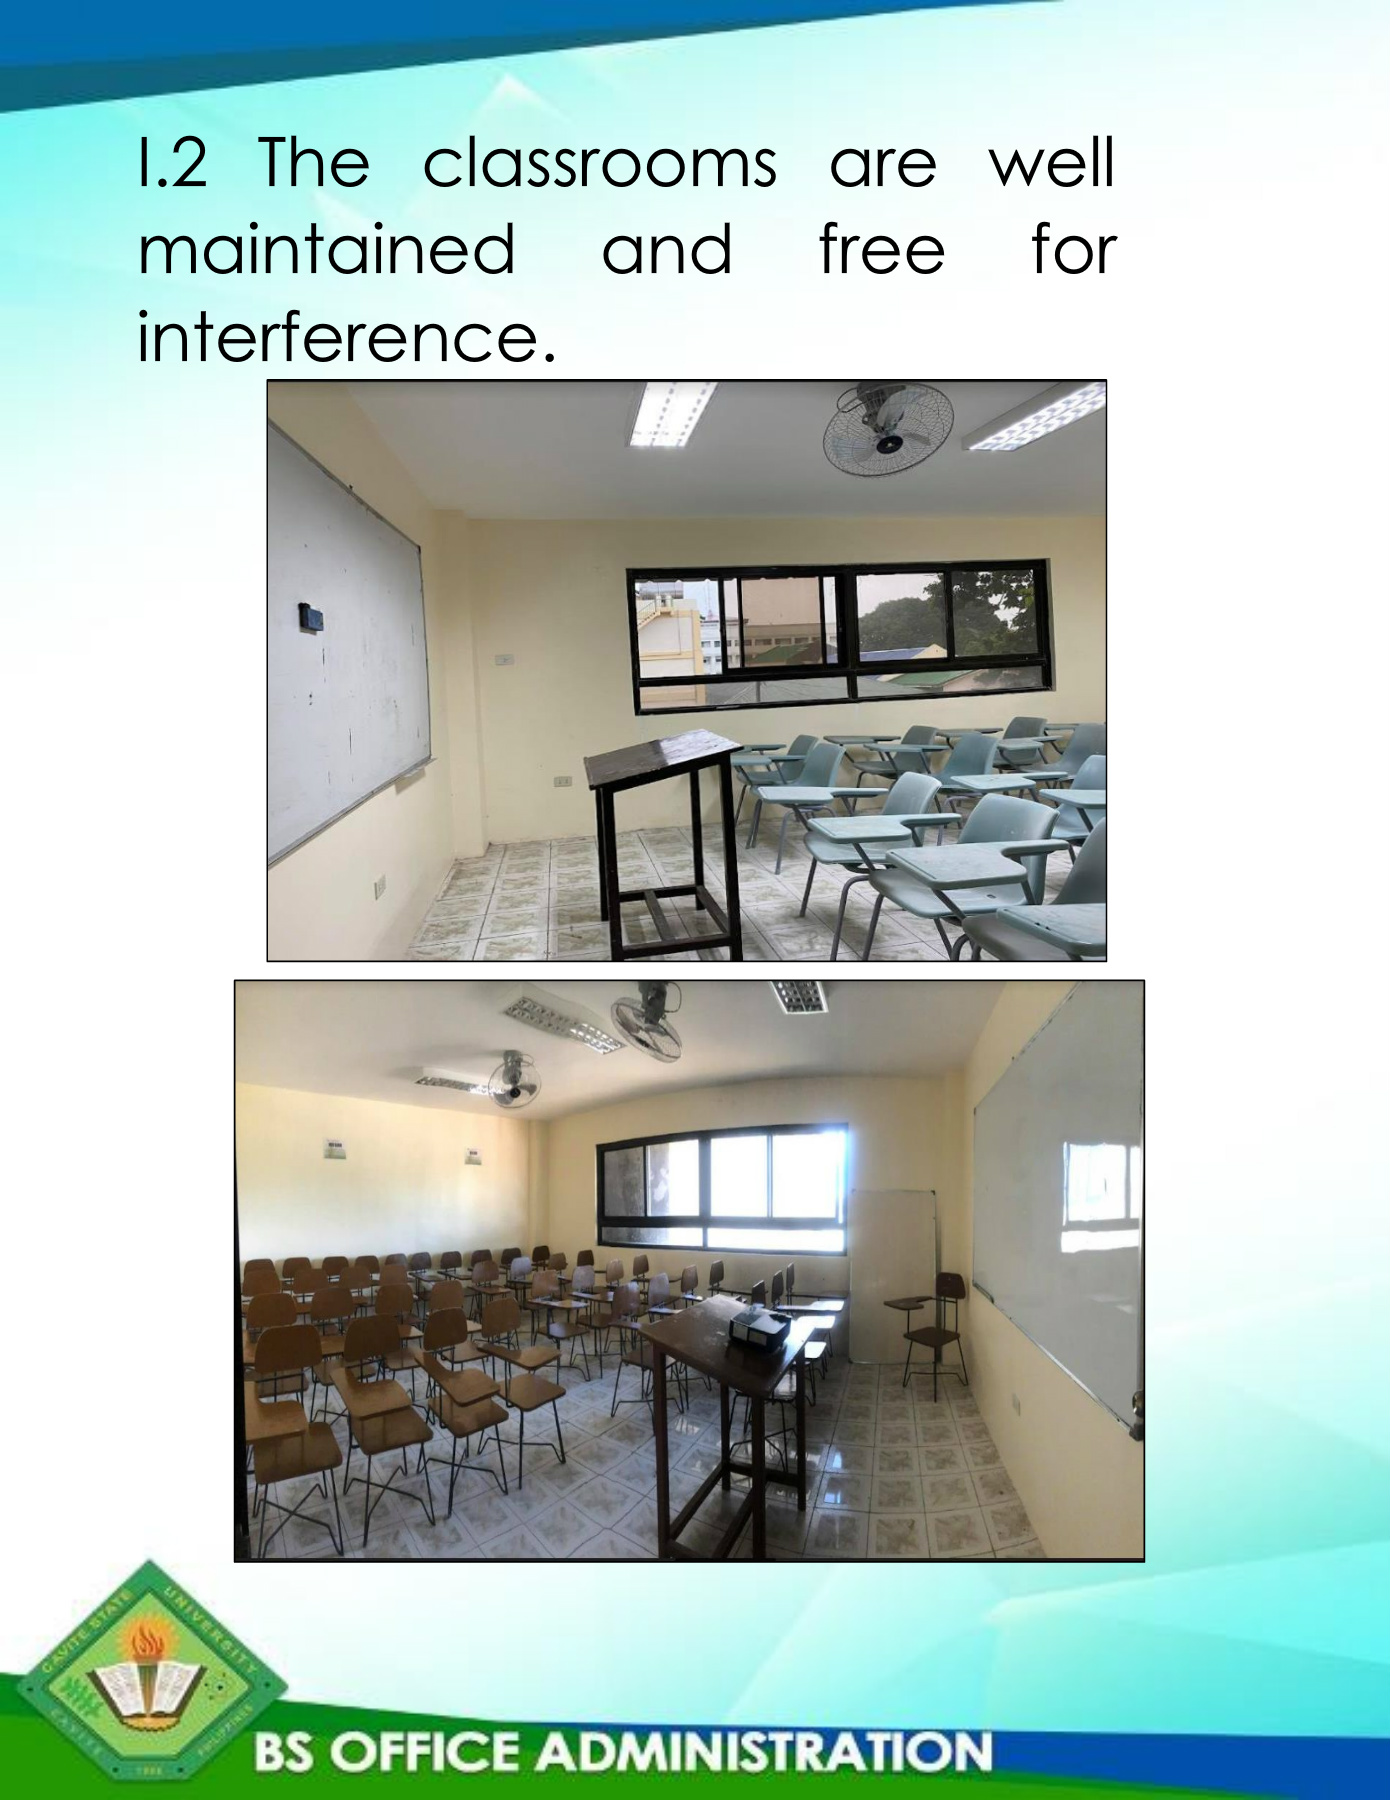 I.2 The classrooms are well
maintained and free for
interference.
CAVITE STATE UNIVERSITY
CAVITE PHILIPPINES
1906
BS OFFICE ADMINISTRATION